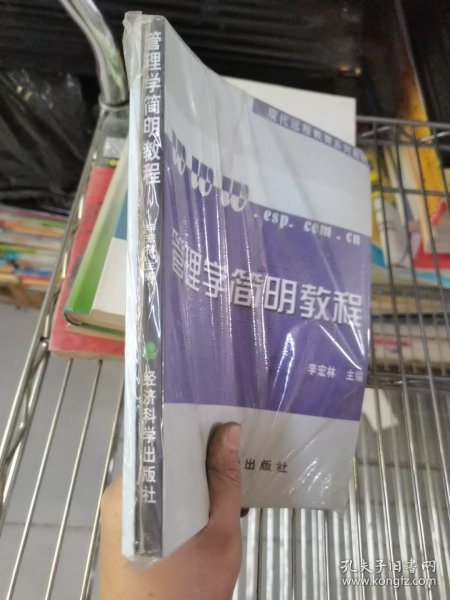 管理学简明教程
经济科学出版社
现代远程教育系列教
www
.esp. com. cn
管理学简明教程
李宏林 主编
出版社
孔夫子旧书网
www.kongfz.com